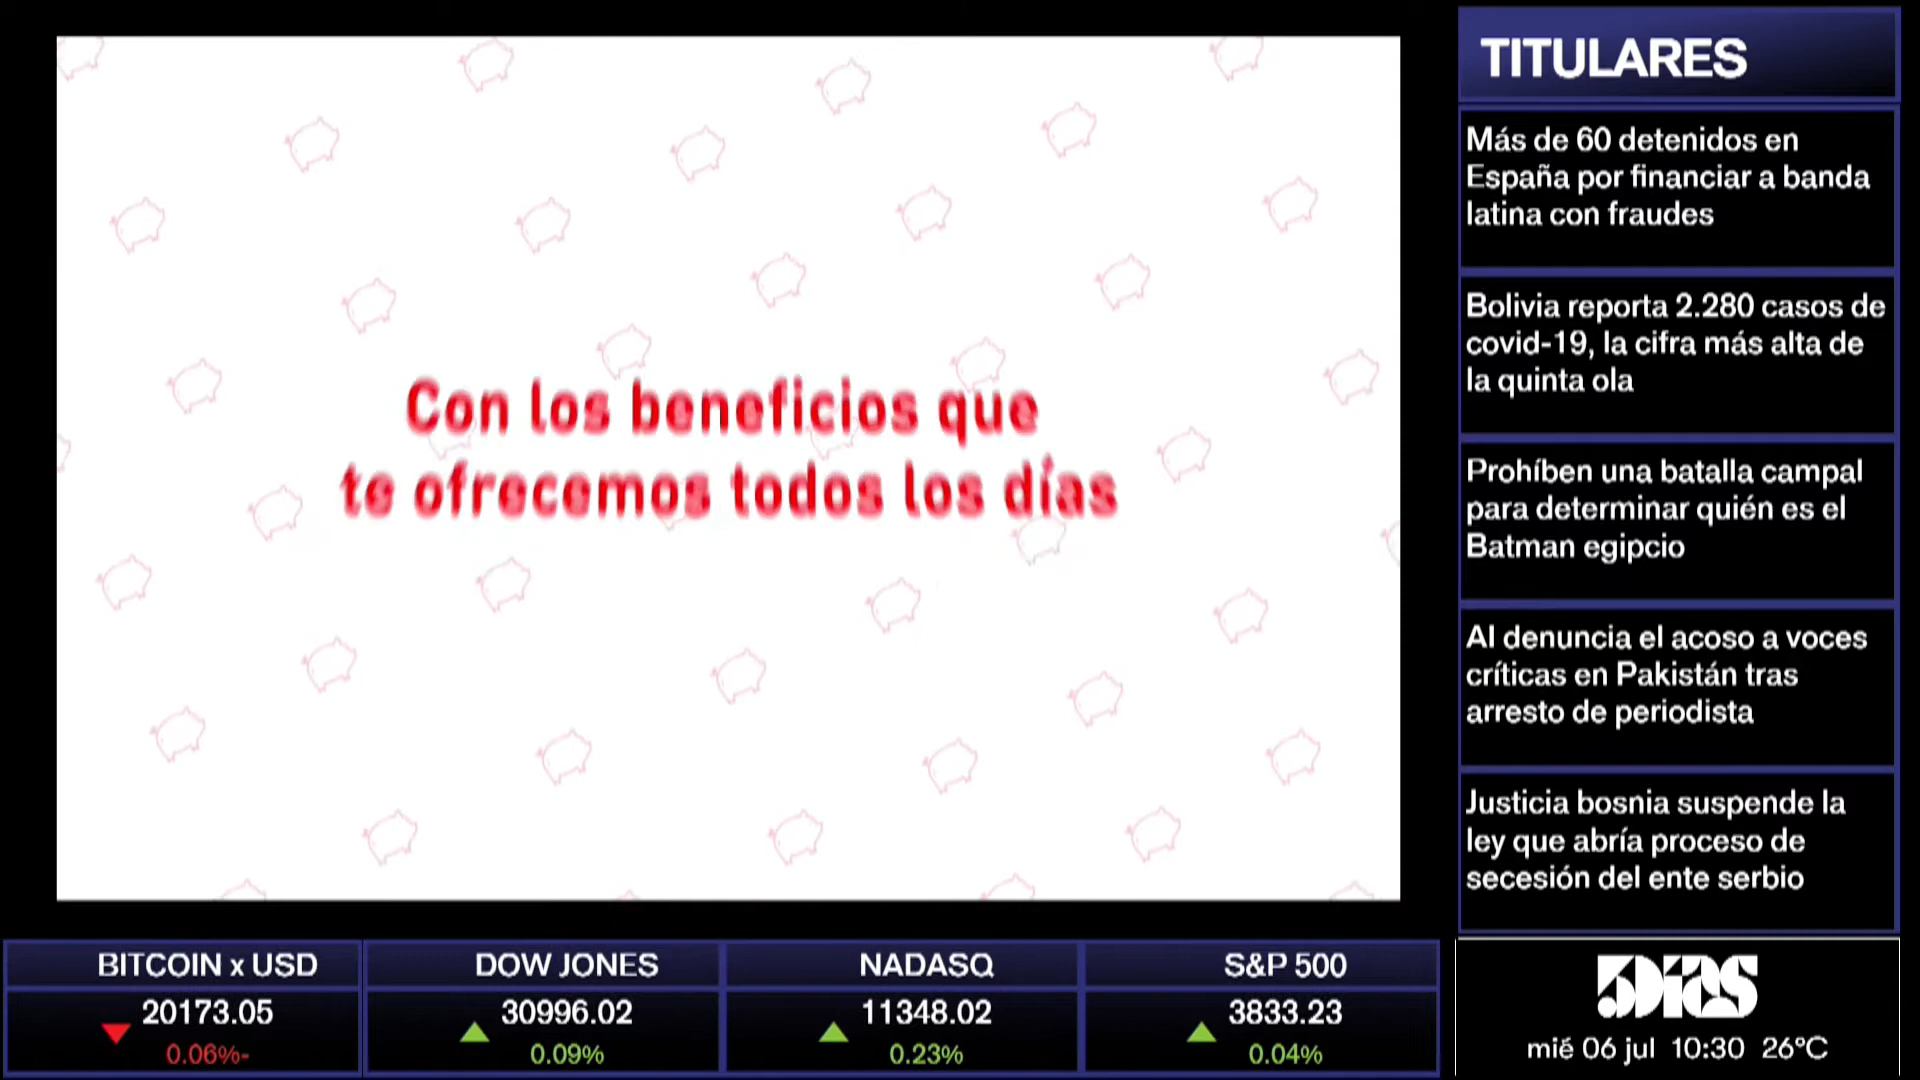 Con los beneficios que
te ofrecemos todos los días
TITULARES
Más de 60 detenidos en
España por financiar a banda
latina con fraudes
Bolivia reporta 2.280 casos de
covid-19, la cifra más alta de
la quinta ola
Prohíben una batalla campal
para determinar quién es el
Batman egipcio
AI denuncia el acoso a voces
críticas en Pakistán tras
arresto de periodista
Justicia bosnia suspende la
ley que abría proceso de
secesión del ente serbio
BITCOIN x USD
20173.05
0.06%-
DOW JONES
30996.02
0.09%
NADASQ
11348.02
0.23%
S&P 500
3833.23
0.04%
5Días
mié 06 jul 10:30 26°C